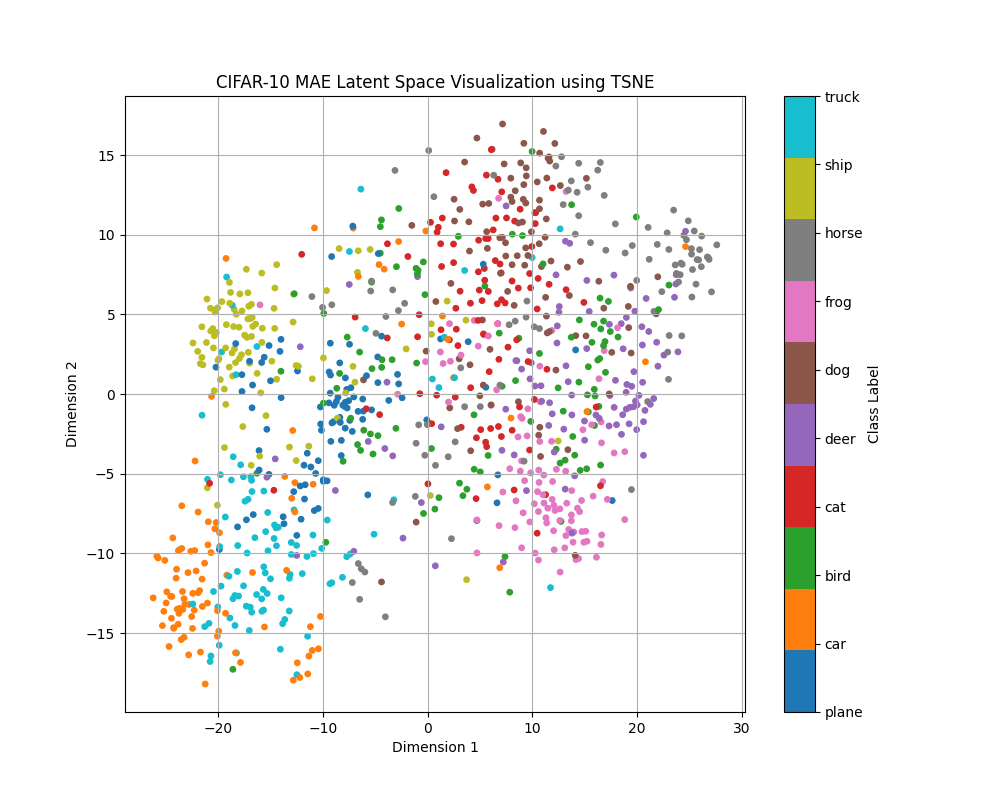 CIFAR-10 MAE Latent Space Visualization using TSNE
Dimension 2
15
10
5
0
−5
−10
−15
−20
−10
0
10
20
30
Dimension 1
truck
ship
horse
frog
dog
deer
cat
bird
car
plane
Class Label